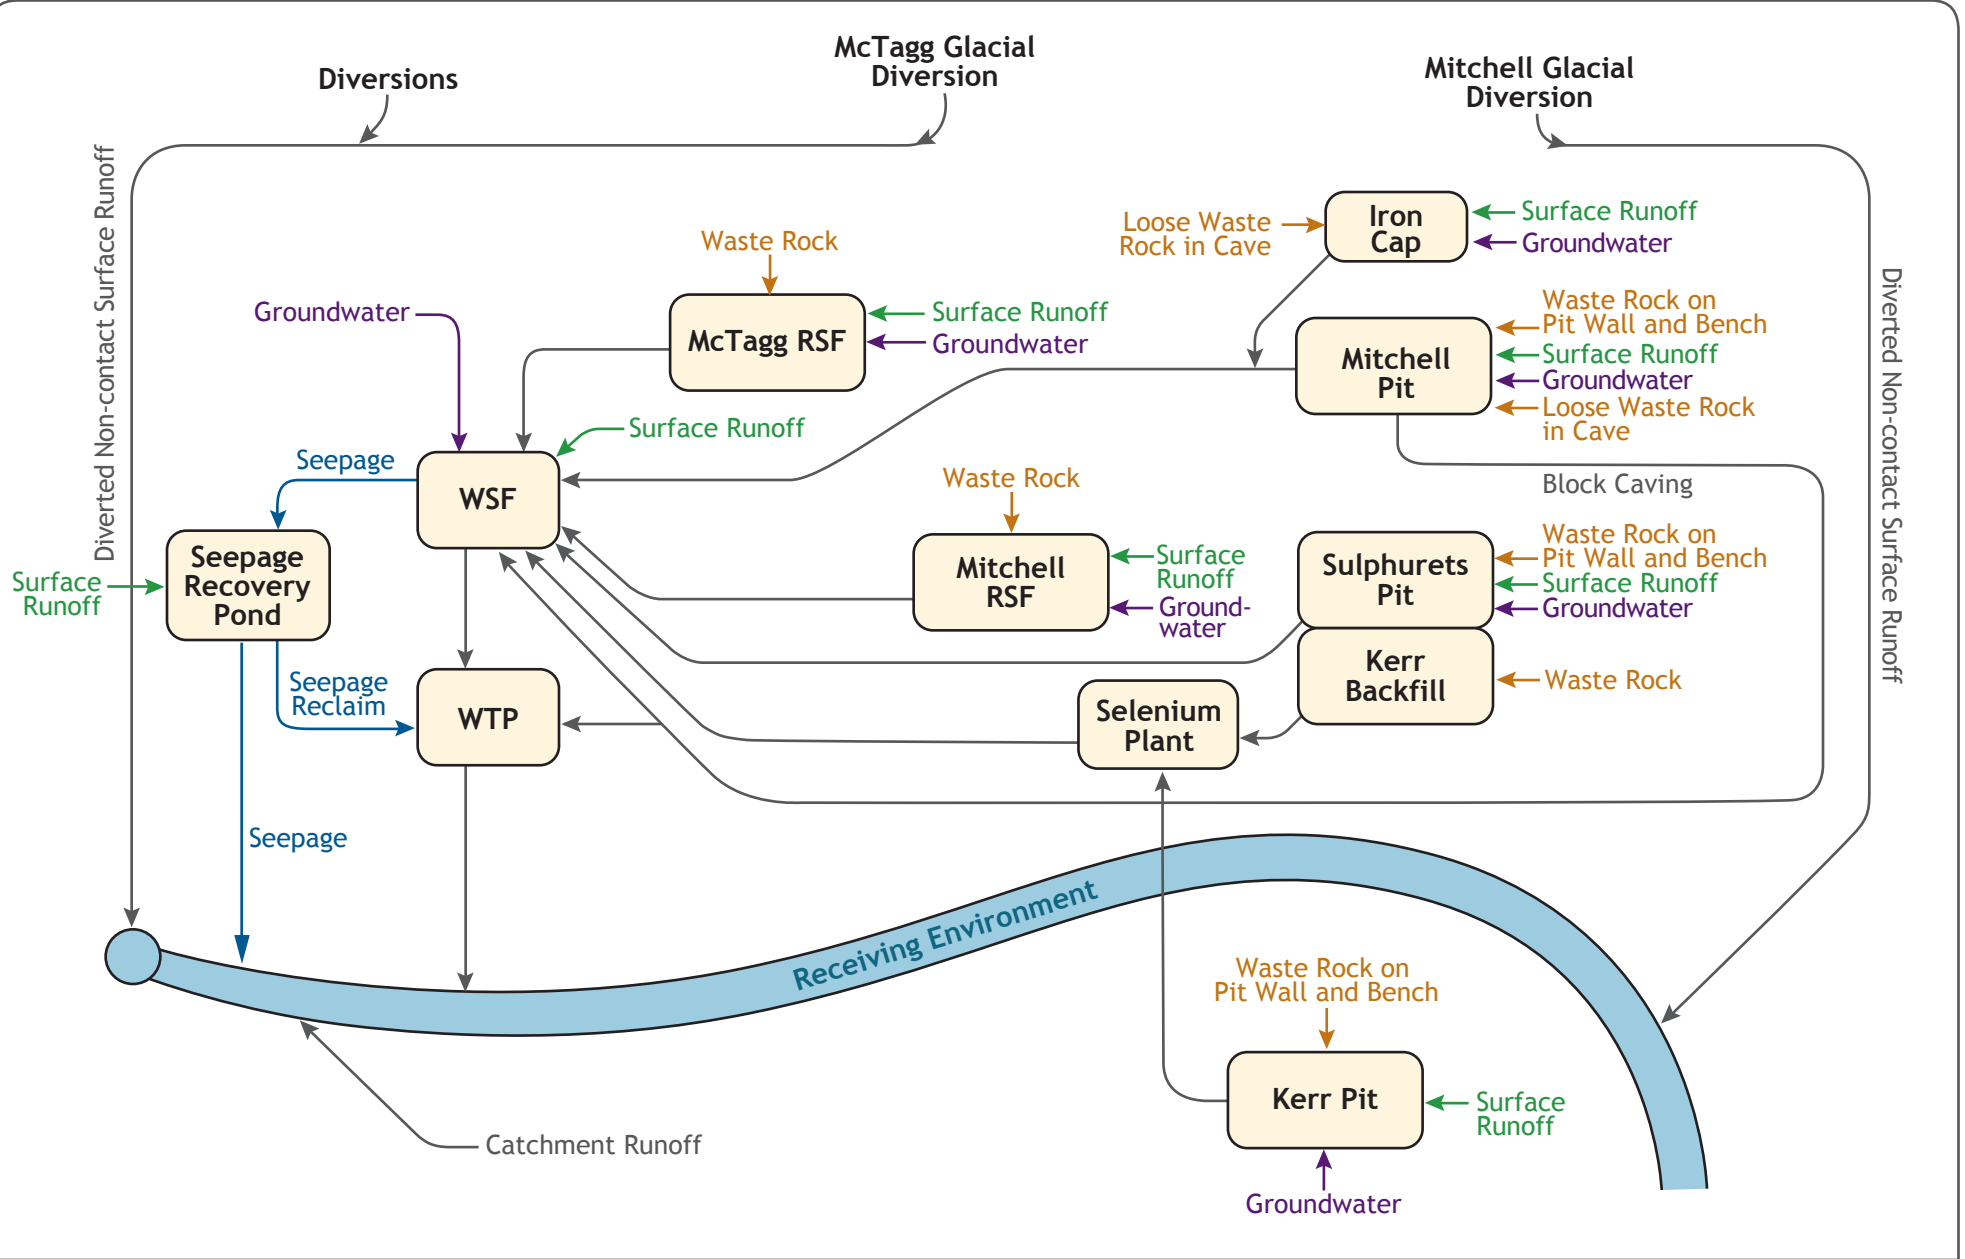 McTagg Glacial
Diversion
Diversions
Mitchell Glacial
Diversion
Diverted Non-contact Surface Runoff
Iron
Cap
Loose Waste
Rock in Cave
Surface Runoff
Groundwater
Waste Rock
McTagg RSF
Surface Runoff
Groundwater
Groundwater
Mitchell
Pit
Waste Rock on
Pit Wall and Bench
Surface Runoff
Groundwater
Loose Waste Rock
in Cave
Diverted Non-contact Surface Runoff
Surface Runoff
Seepage
WSF
Block Caving
Waste Rock
Mitchell
RSF
Surface
Runoff
Ground-
water
Sulphurets
Pit
Waste Rock on
Pit Wall and Bench
Surface Runoff
Groundwater
Seepage
Recovery
Pond
Surface
Runoff
Kerr
Backfill
Waste Rock
Seepage
Reclaim
WTP
Selenium
Plant
Seepage
Receiving Environment
Waste Rock on
Pit Wall and Bench
Kerr Pit
Surface
Runoff
Catchment Runoff
Groundwater